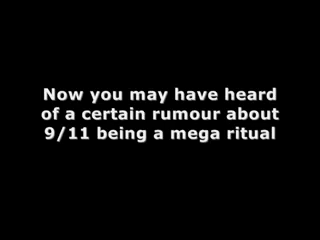 Now you may have heard
of a certain rumour about
9/11 being a mega ritual